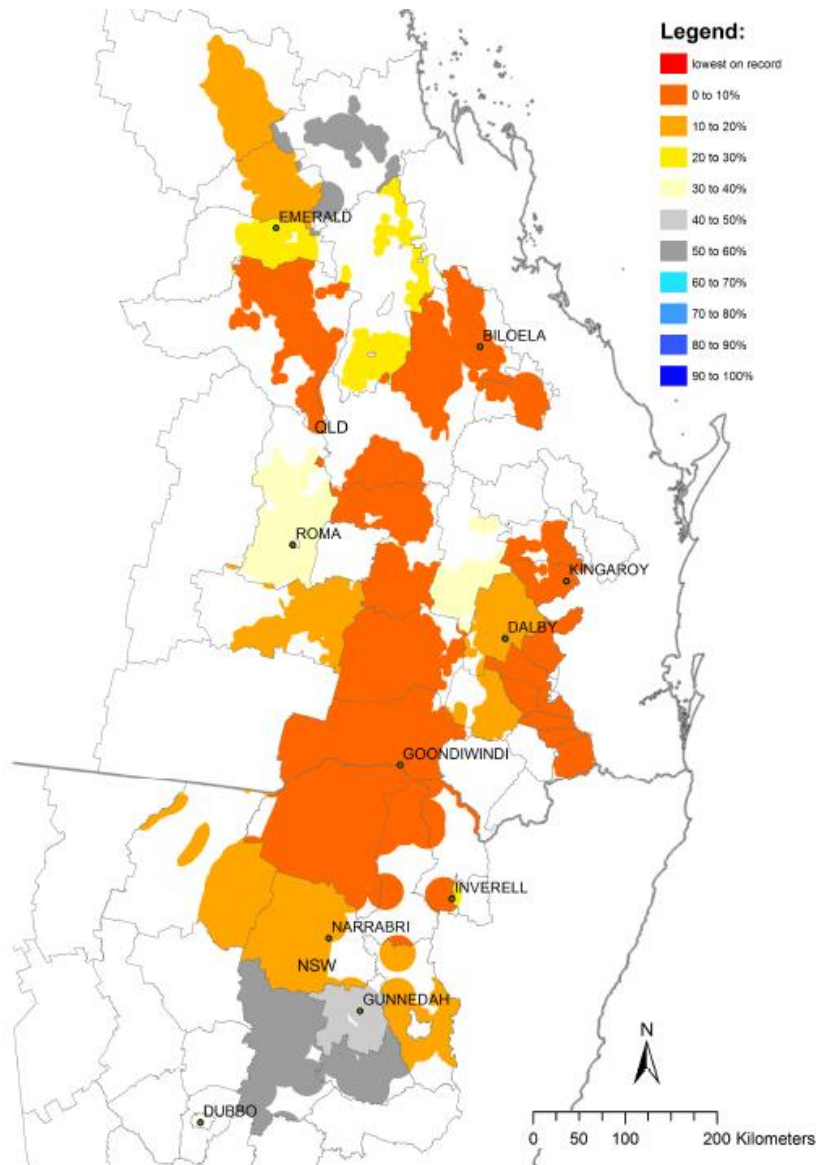 Legend:
lowest on record
0 to 10%
10 to 20%
20 to 30%
30 to 40%
40 to 50%
50 to 60%
60 to 70%
70 to 80%
80 to 90%
90 to 100%
EMERALD
BILOELA
QLD
ROMA
KINGAROY
DALBY
GOONDIWINDI
INVERELL
NARRABRI
NSW
GUNNEDAH
N
DUBBO
0 50 100 200 Kilometers